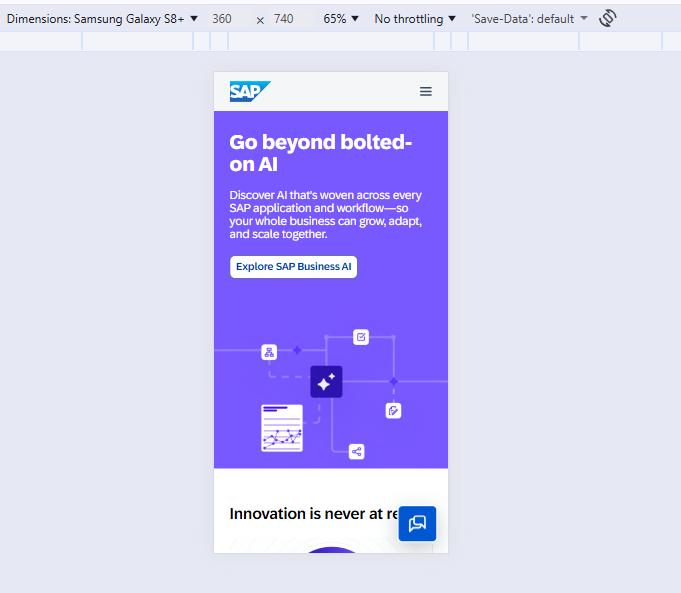 Dimensions: Samsung Galaxy S8+ 360 × 740 65% No throttling 'Save-Data': default
SAP
Go beyond bolted-
on AI
Discover AI that's woven across every
SAP application and workflow—so
your whole business can grow, adapt,
and scale together.
Explore SAP Business AI
Innovation is never at re